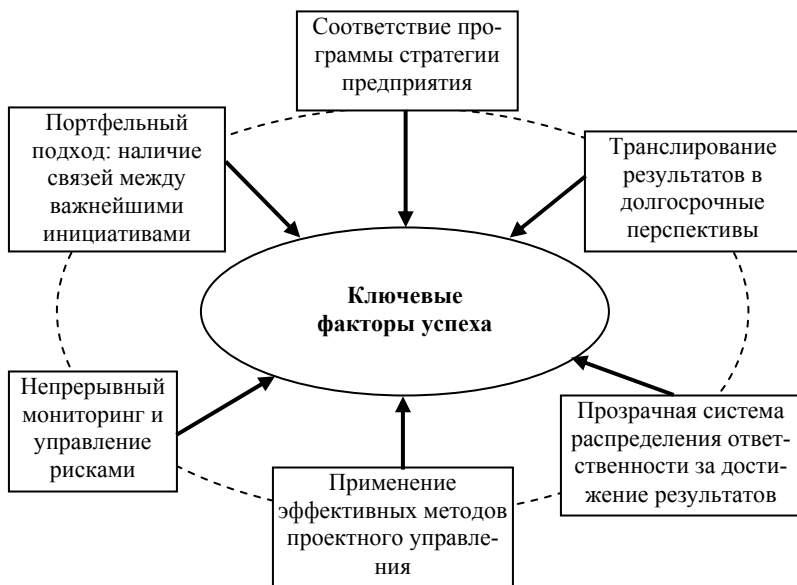 Соответствие про-
граммы стратегии
предприятия
Портфельный
подход: наличие
связей между
важнейшими
инициативами
Транслирование
результатов в
долгосрочные
перспективы
Ключевые
факторы успеха
Непрерывный
мониторинг и
управление
рисками
Прозрачная система
распределения ответ-
ственности за дости-
жение результатов
Применение
эффективных методов
проектного управле-
ния